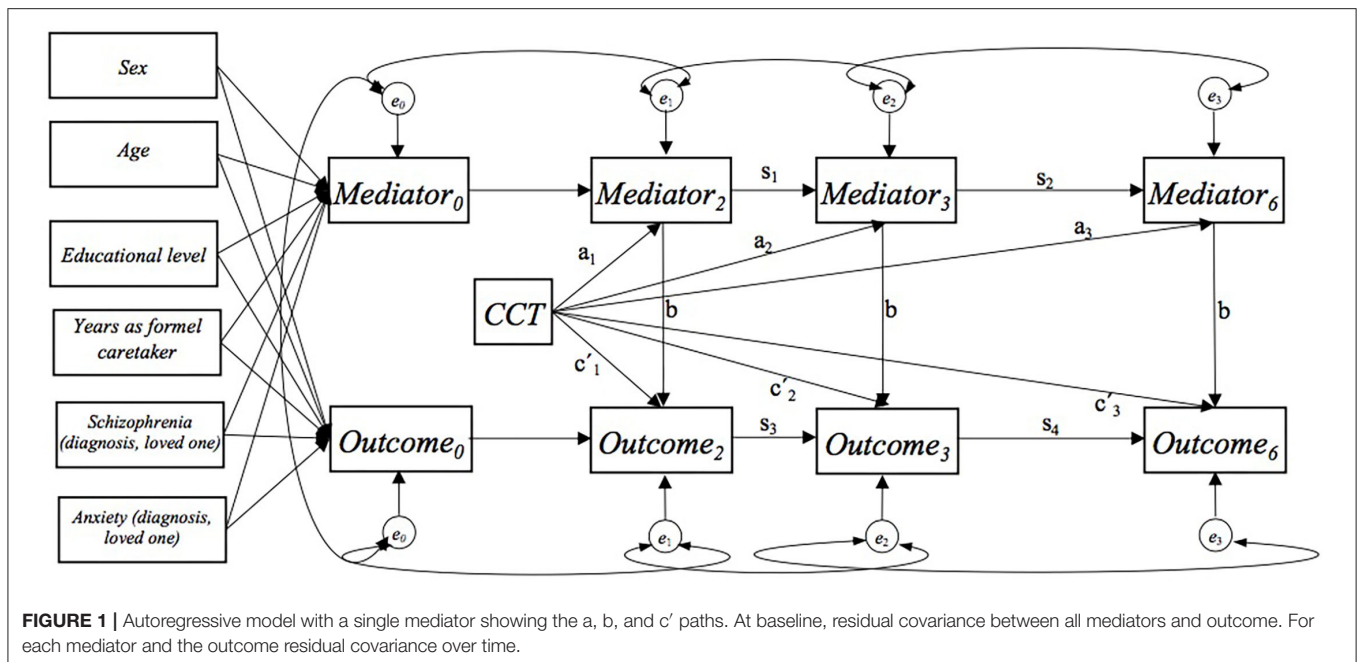 Sex
Age
Educational level
Years as formel
caretaker
Schizophrenia
(diagnosis, loved one)
Anxiety (diagnosis,
loved one)
e₀
e₁
e₂
e₃
Mediator₀
Mediator₂
s₁
Mediator₃
s₂
Mediator₆
a₁
a₂
a₃
CCT
b
b
b
c′₁
c′₂
c′₃
Outcome₀
Outcome₂
s₃
Outcome₃
s₄
Outcome₆
e₀
e₁
e₂
e₃
FIGURE 1 | Autoregressive model with a single mediator showing the a, b, and c′ paths. At baseline, residual covariance between all mediators and outcome. For
each mediator and the outcome residual covariance over time.